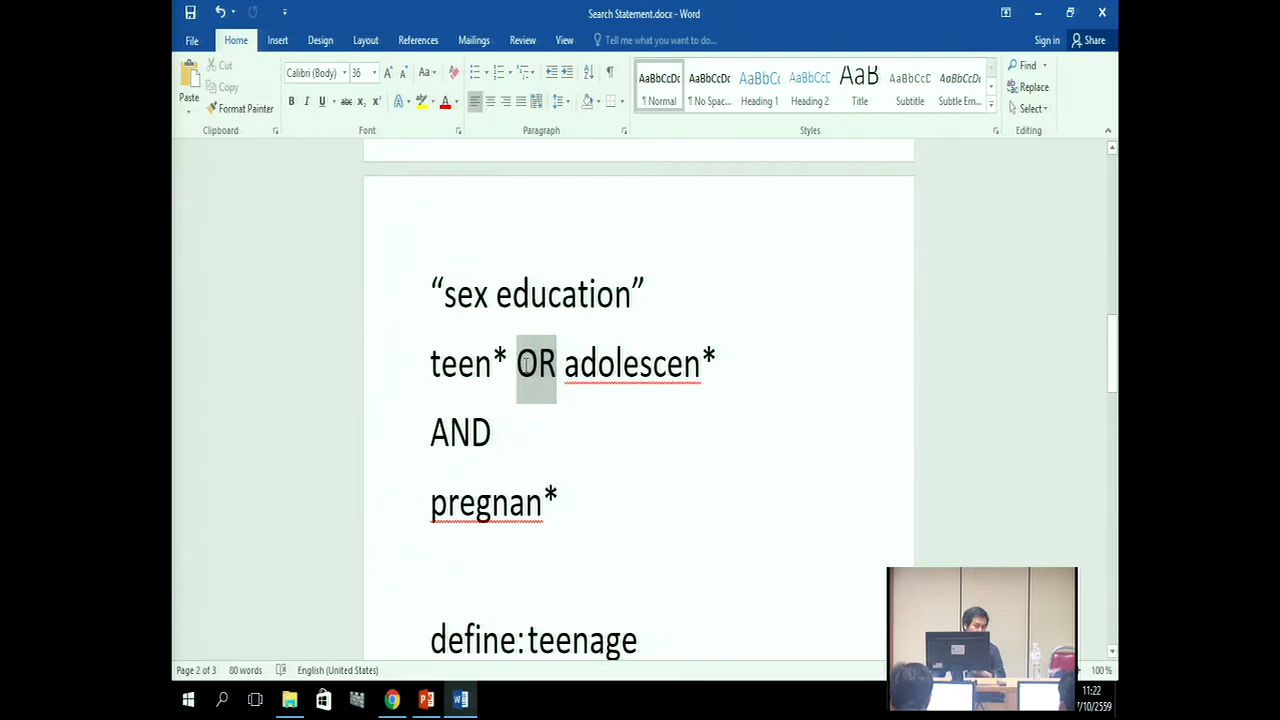 Search Statement.docx - Word
File Home Insert Design Layout References Mailings Review View Tell me what you want to do... Sign in Share
Paste Cut Copy Format Painter
Calibri (Body) 36
AaBbCcDc AaBbCcDc AaBbC AaBbCcD AaB AaBbCcD AaBbCcDc
¶ Normal ¶ No Spac... Heading 1 Heading 2 Title Subtitle Subtle Em...
Find Replace Select
Clipboard Font Paragraph Styles Editing
“sex education”
teen* OR adolescen*
AND
pregnan*
define:teenage
Page 2 of 3 80 words English (United States) 100%
11:22
7/10/2559